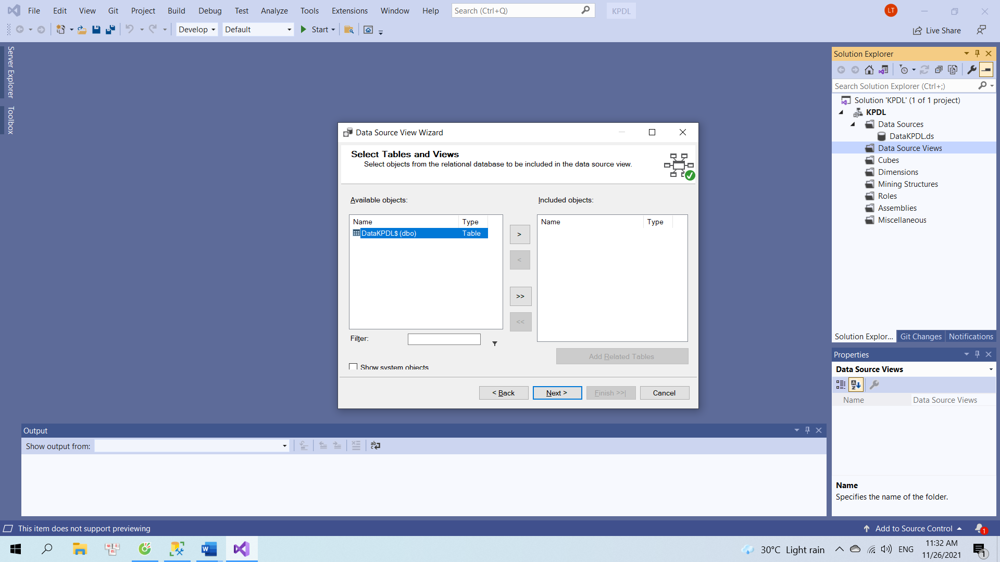 File Edit View Git Project Build Debug Test Analyze Tools Extensions Window Help Search (Ctrl+Q) KPDL LT
Develop Default Start Live Share
Server Explorer
Toolbox
Solution Explorer
Search Solution Explorer (Ctrl+;)
Solution 'KPDL' (1 of 1 project)
KPDL
Data Sources
DataKPDL.ds
Data Source Views
Cubes
Dimensions
Mining Structures
Roles
Assemblies
Miscellaneous
Solution Explor... Git Changes Notifications
Data Source View Wizard
Select Tables and Views
Select objects from the relational database to be included in the data source view.
Available objects: Included objects:
Name Type Name Type
DataKPDL$ (dbo) Table
>
<
>>
<<
Filter:
Add Related Tables
Show system objects
< Back Next > Finish >>| Cancel
Properties
Data Source Views
Name Data Source Views
Name
Specifies the name of the folder.
Output
Show output from:
This item does not support previewing Add to Source Control 1
30°C Light rain ENG 11:32 AM
11/26/2021 1